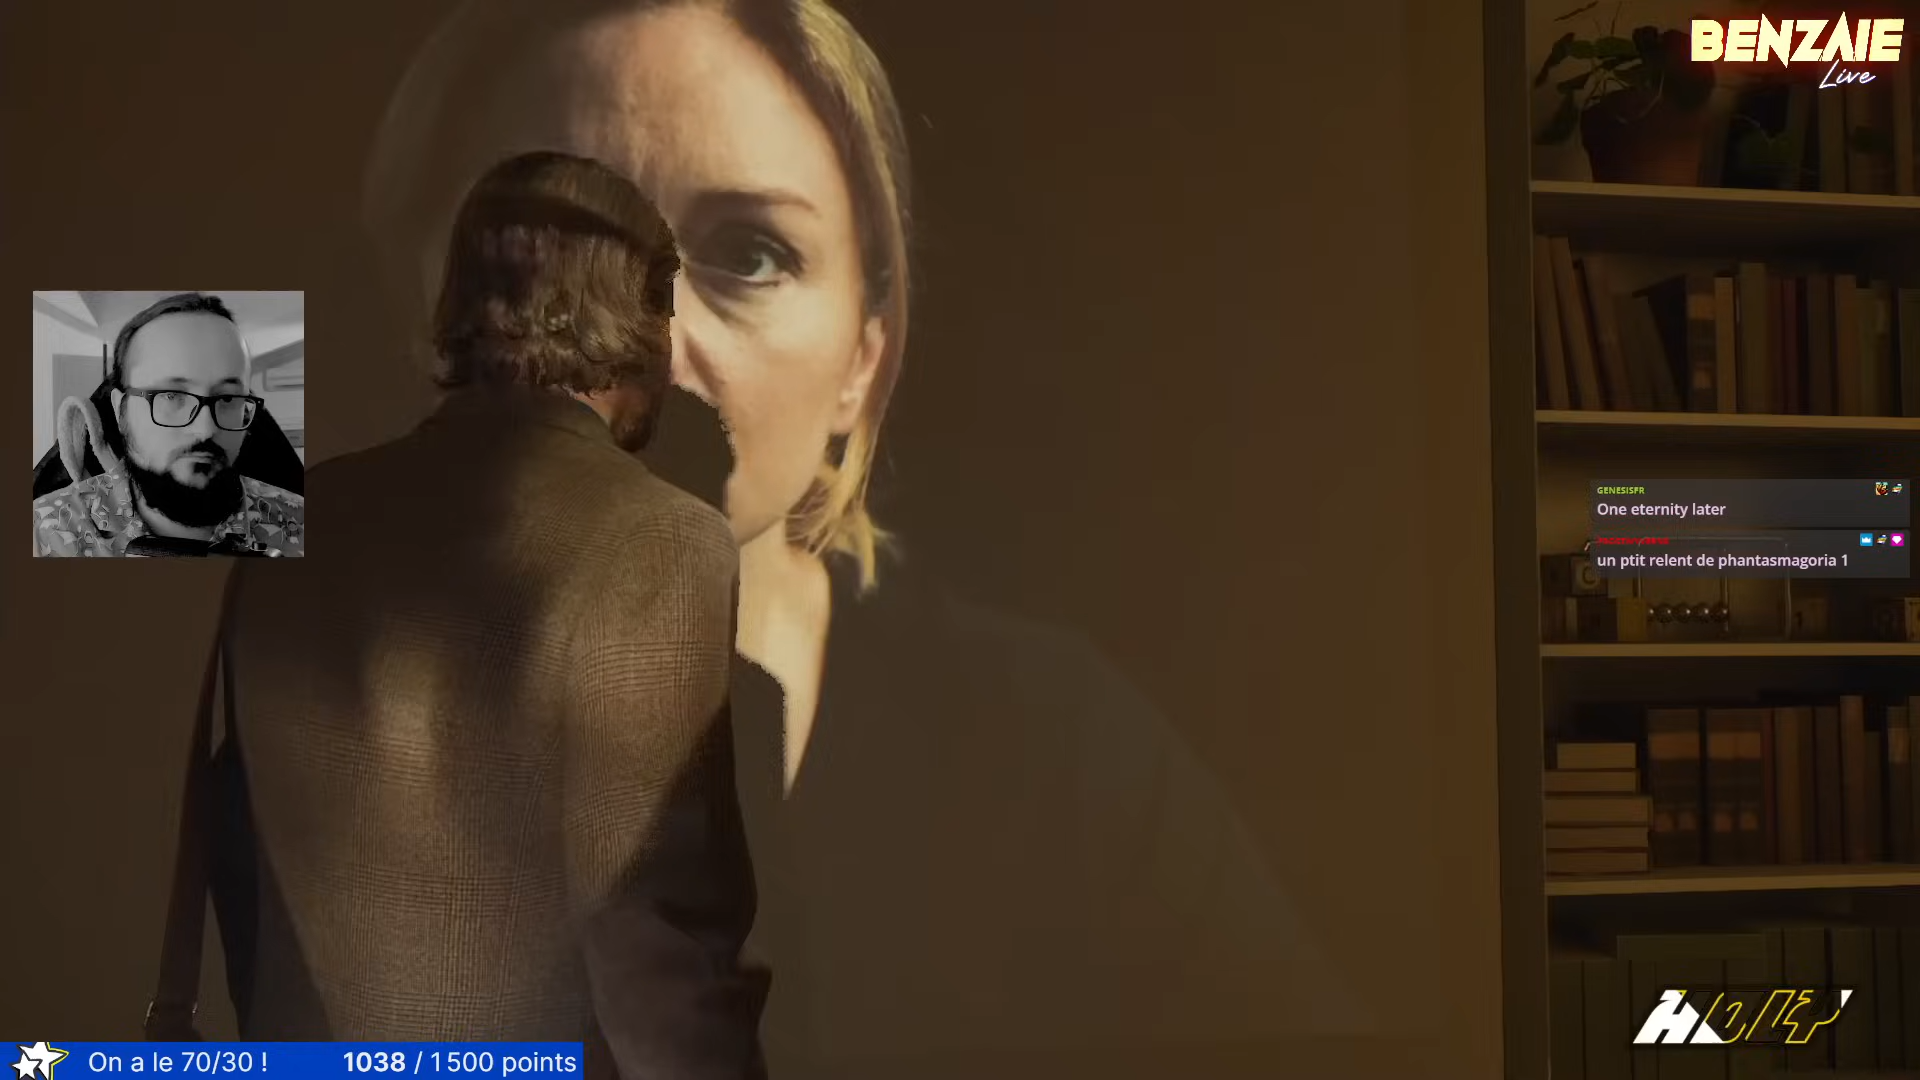 BENZAIE
Live
GENESISFR
One eternity later
un ptit relent de phantasmagoria 1
HOLY
On a le 70/30 !
1038 / 1500 points